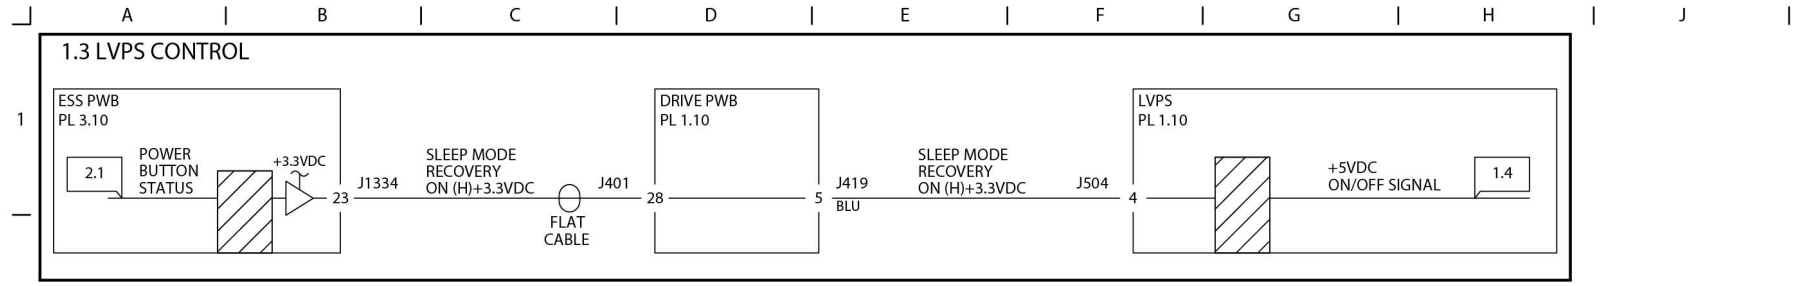 A B C D E F G H J
1.3 LVPS CONTROL
1
ESS PWB
PL 3.10
2.1
POWER
BUTTON
STATUS
+3.3VDC
23
J1334
SLEEP MODE
RECOVERY
ON (H)+3.3VDC
FLAT
CABLE
J401
DRIVE PWB
PL 1.10
28
5
J419
BLU
SLEEP MODE
RECOVERY
ON (H)+3.3VDC
J504
LVPS
PL 1.10
4
+5VDC
ON/OFF SIGNAL
1.4